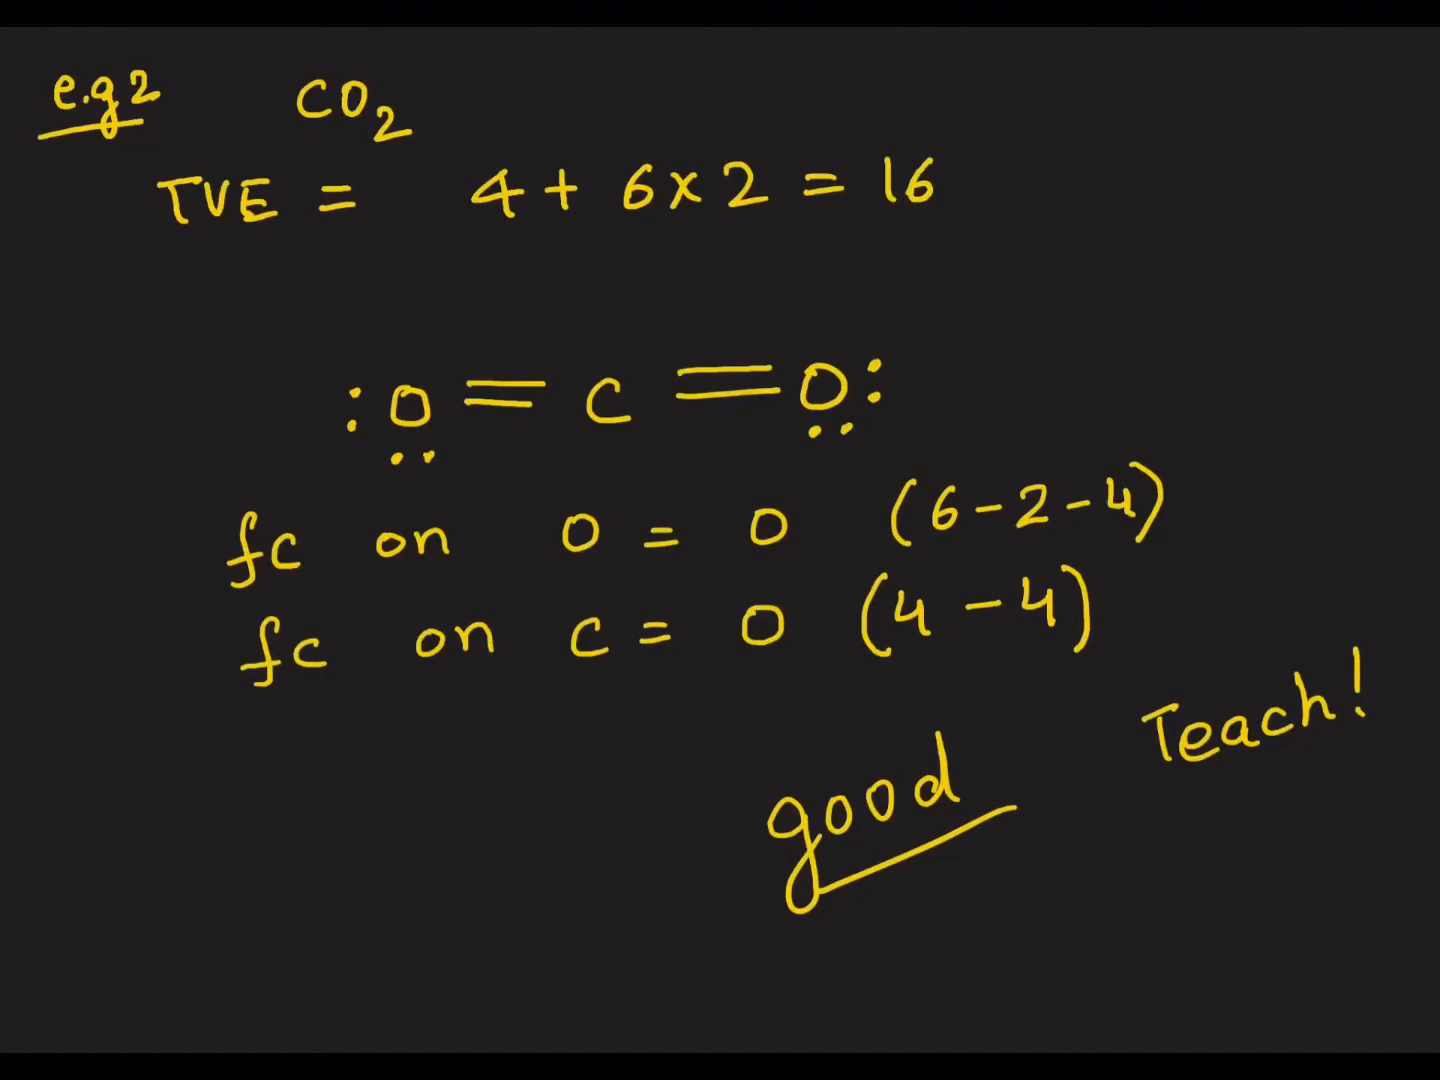 e.g 2 CO₂
TVE = 4 + 6 × 2 = 16
:O = C = O:
.. ..
fc on O = 0 (6 - 2 - 4)
fc on C = 0 (4 - 4)
Teach!
good